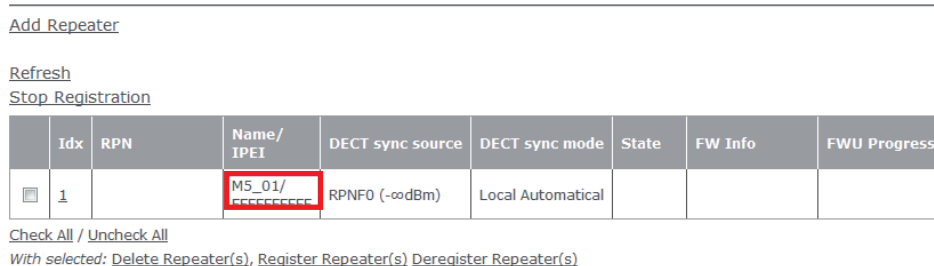 Add Repeater
Refresh
Stop Registration
Idx RPN Name/ IPEI DECT sync source DECT sync mode State FW Info FWU Progress
1 M5_01/ FFFFFFFFFF RPNF0 (-∞dBm) Local Automatical
Check All / Uncheck All
With selected: Delete Repeater(s), Register Repeater(s) Deregister Repeater(s)